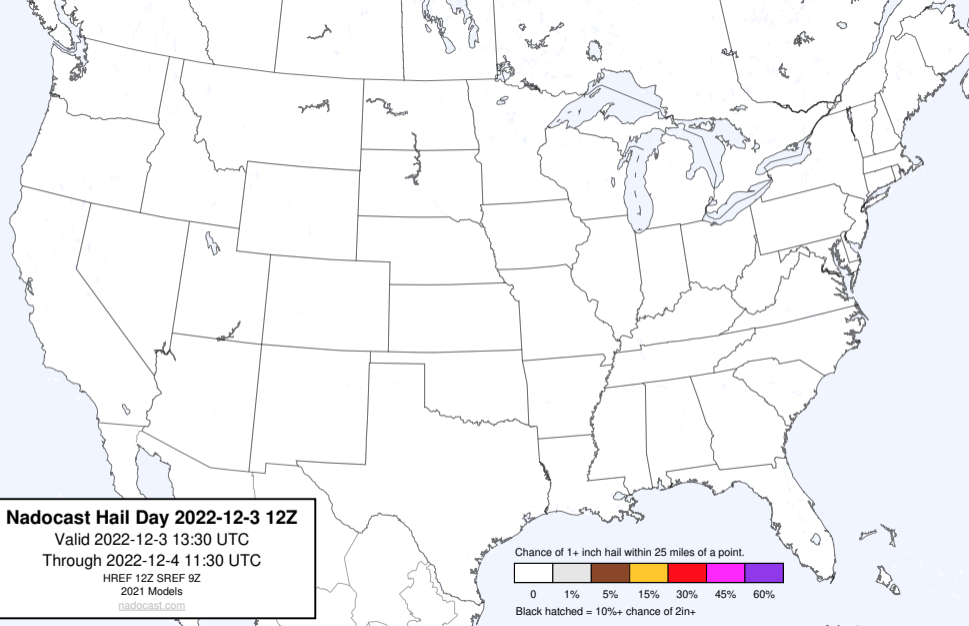 Nadocast Hail Day 2022-12-3 12Z
Valid 2022-12-3 13:30 UTC
Through 2022-12-4 11:30 UTC
HREF 12Z SREF 9Z
2021 Models
nadocast.com
Chance of 1+ inch hail within 25 miles of a point.
0 1% 5% 15% 30% 45% 60%
Black hatched = 10%+ chance of 2in+